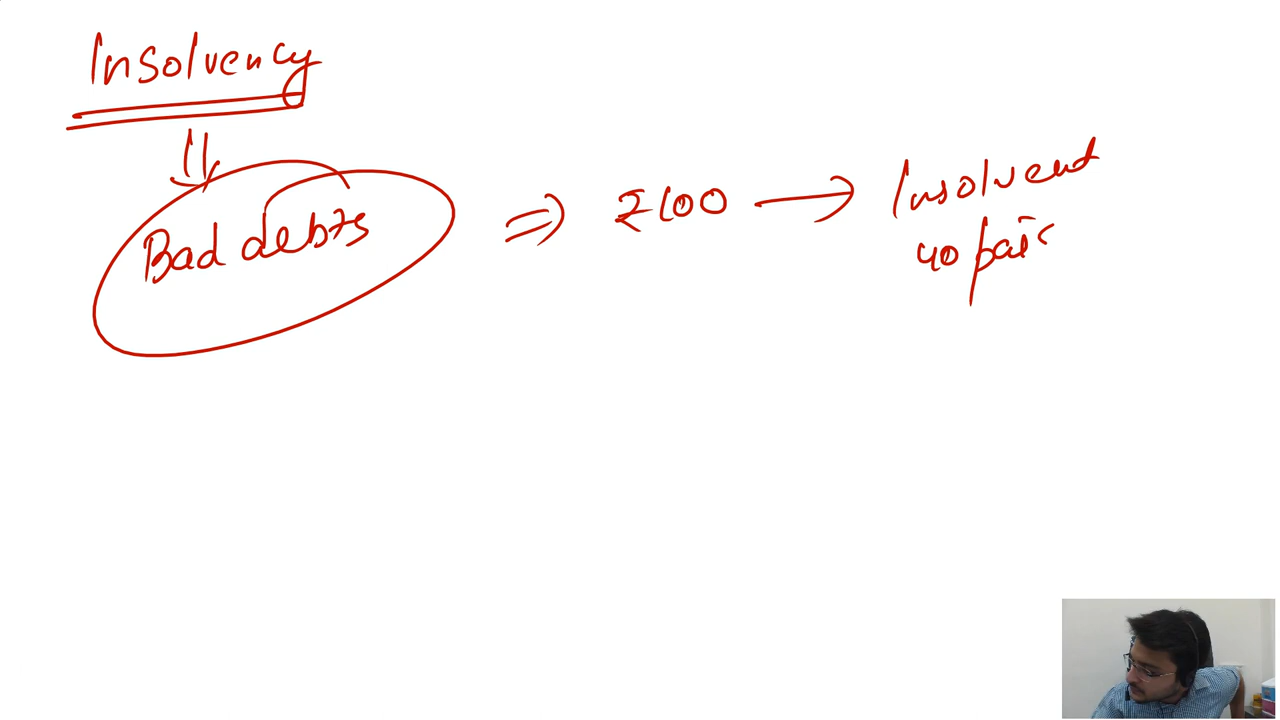 Insolvency
Bad debts ⇒ ₹100 → Insolvent
40 pais